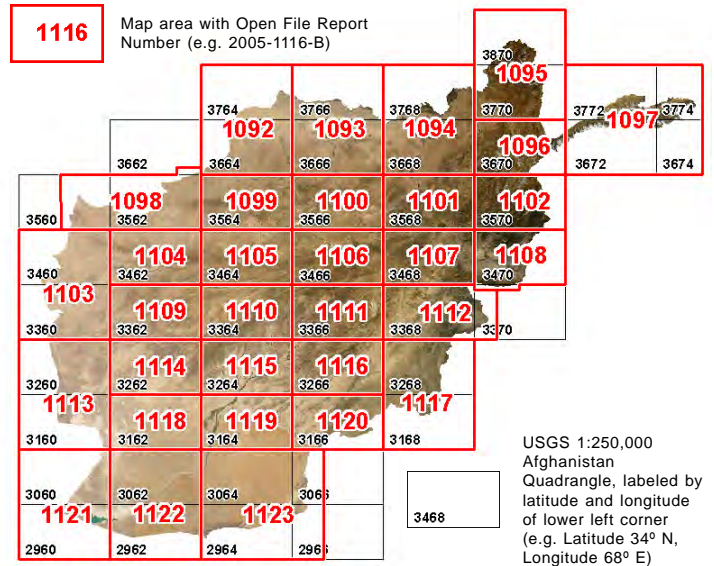 1116
Map area with Open File Report
Number (e.g. 2005-1116-B)
3870
1095
3764 3766 3768 3770 3772 3774
1092 1093 1094 1096 1097
3662 3664 3666 3668 3670 3672 3674
1098 1099 1100 1101 1102
3560 3562 3564 3566 3568 3570
1104 1105 1106 1107 1108
3460 3462 3464 3466 3468 3470
1103
1109 1110 1111 1112
3360 3362 3364 3366 3368 3370
1114 1115 1116
3260 3262 3264 3266 3268
1113 1117
1118 1119 1120
3160 3162 3164 3166 3168
3060 3062 3064 3066
1121 1122 1123
2960 2962 2964 2966
3468
USGS 1:250,000
Afghanistan
Quadrangle, labeled by
latitude and longitude
of lower left corner
(e.g. Latitude 34º N,
Longitude 68º E)